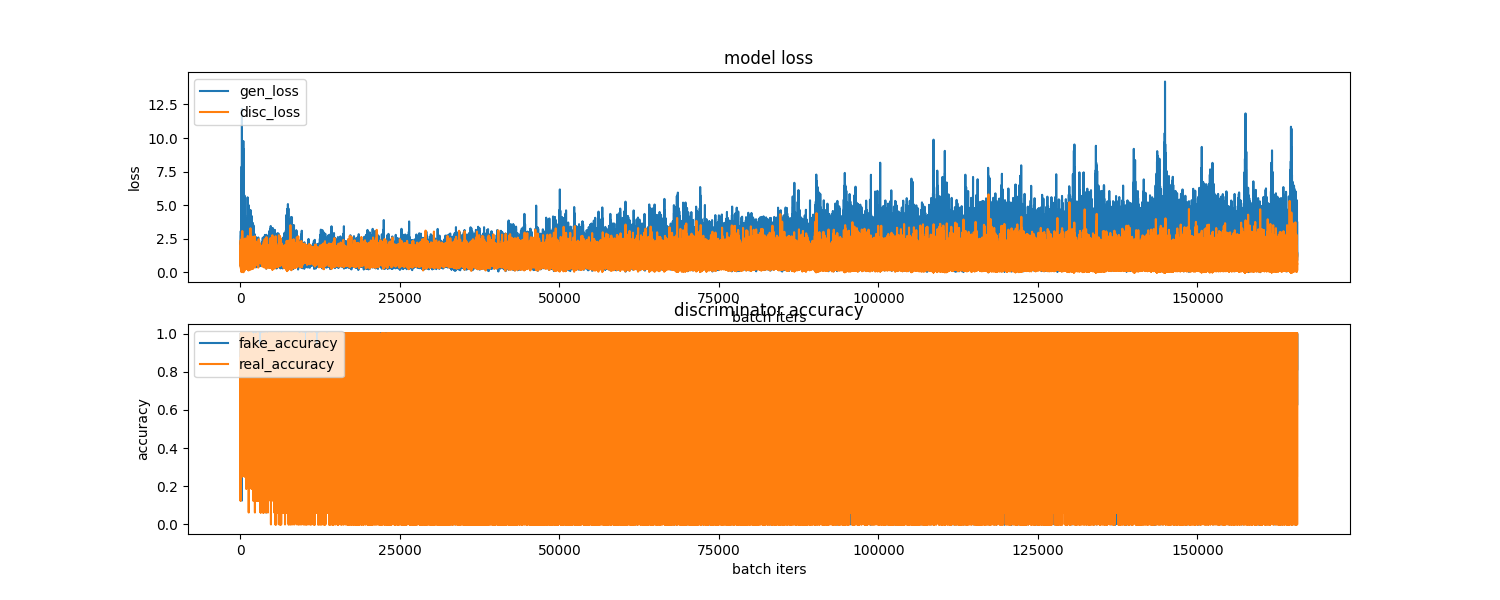 model loss
gen_loss
disc_loss
12.5
10.0
7.5
5.0
2.5
0.0
loss
0 25000 50000 75000 100000 125000 150000
batch iters
discriminator accuracy
fake_accuracy
real_accuracy
1.0
0.8
0.6
0.4
0.2
0.0
accuracy
0 25000 50000 75000 100000 125000 150000
batch iters